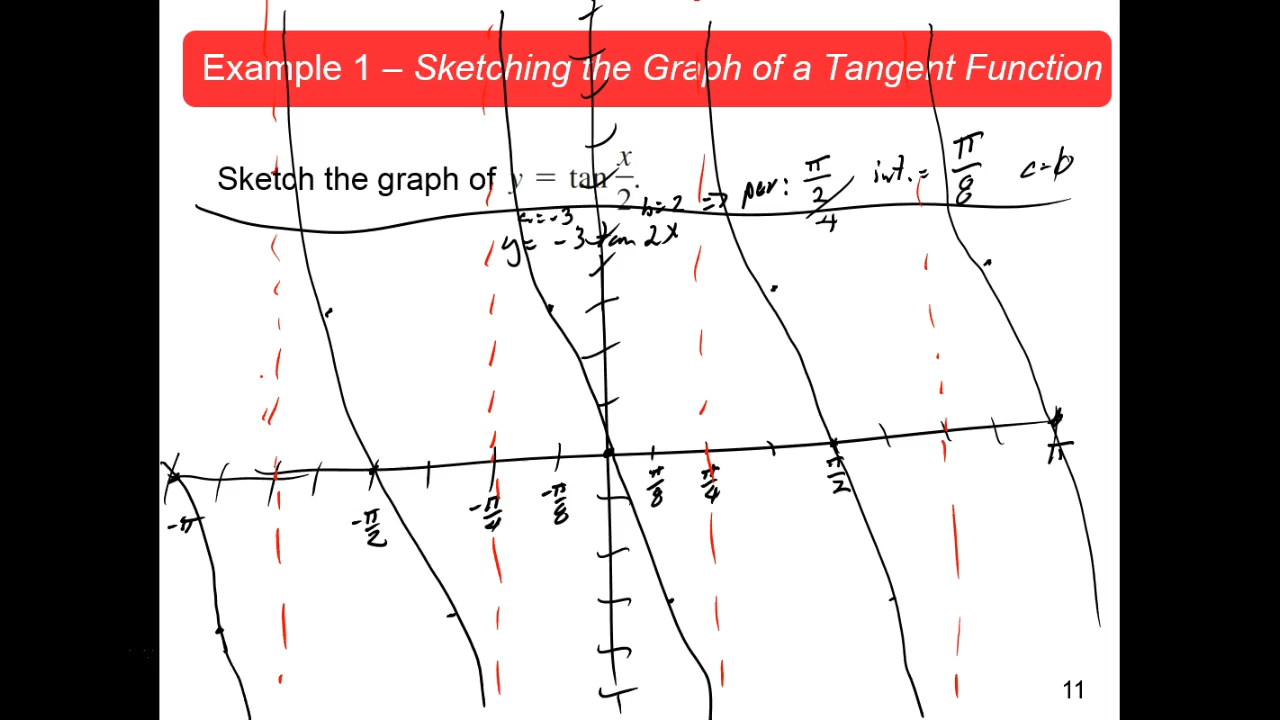 Example 1 – Sketching the Graph of a Tangent Function
Sketch the graph of y = tan x/2.
per: π/2 /4 int. = π/8
a=-3 b=2 =>
y = -3 tan 2x
-π -π/2 -π/4 -π/8 π/8 π/4 π/2 π
11